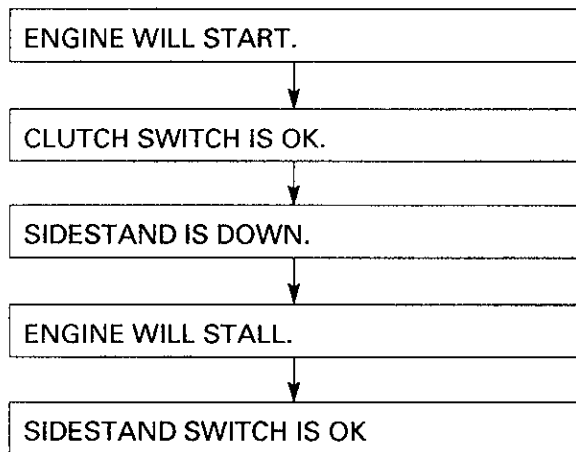 ENGINE WILL START.
CLUTCH SWITCH IS OK.
SIDESTAND IS DOWN.
ENGINE WILL STALL.
SIDESTAND SWITCH IS OK